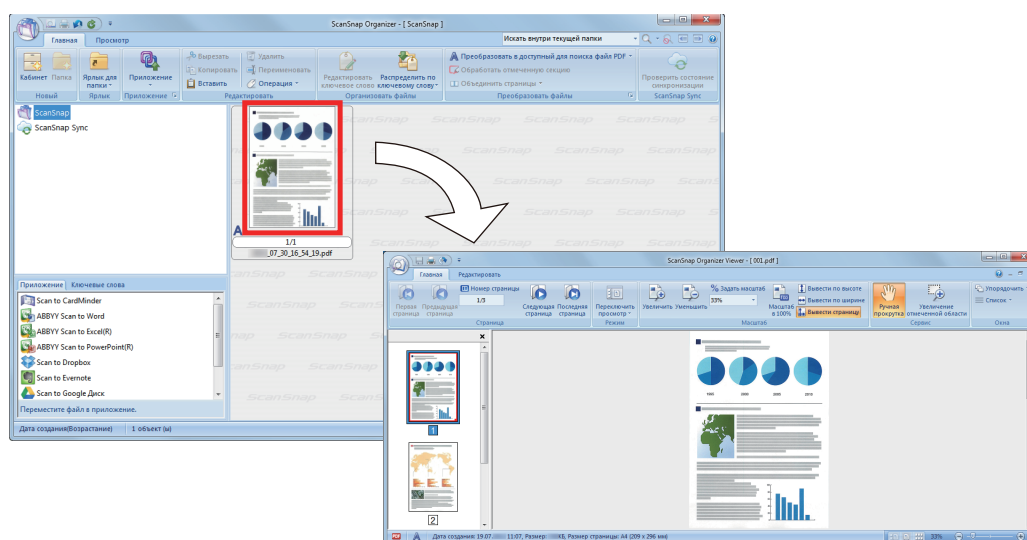 ScanSnap Organizer - [ ScanSnap ]
Главная Просмотр
Искать внутри текущей папки
Кабинет Папка
Новый
Ярлык для папки
Ярлык
Приложение
Приложение
Вырезать
Копировать
Вставить
Удалить
Переименовать
Операция
Редактировать
Редактировать ключевое слово
Распределить по ключевому слову
Организовать файлы
Преобразовать в доступный для поиска файл PDF
Обработать отмеченную секцию
Объединить страницы
Преобразовать файлы
Проверить состояние синхронизации
ScanSnap Sync
ScanSnap
ScanSnap Sync
A
1/1
_07_30_16_54_19.pdf
Приложение Ключевые слова
Scan to CardMinder
ABBYY Scan to Word
ABBYY Scan to Excel(R)
ABBYY Scan to PowerPoint(R)
Scan to Dropbox
Scan to Evernote
Scan to Google Диск
Переместите файл в приложение.
Дата создания(Возрастание) 1 объект (ы)
ScanSnap Organizer Viewer - [ 001.pdf ]
Главная Редактировать
Первая страница
Предыдущая страница
Номер страницы
1/3
Следующая страница
Последняя страница
Страница
Переключить просмотр
Режим
Увеличить Уменьшить
Задать масштаб
33%
Масштаб в 100%
Вывести по высоте
Вывести по ширине
Вывести страницу
Масштаб
Ручная прокрутка
Увеличение отмеченной области
Сервис
Упорядочить
Список
Окна
1
2
Дата создания: 19.07. 11:07, Размер: КБ, Размер страницы: A4 (209 x 296 мм)
33%